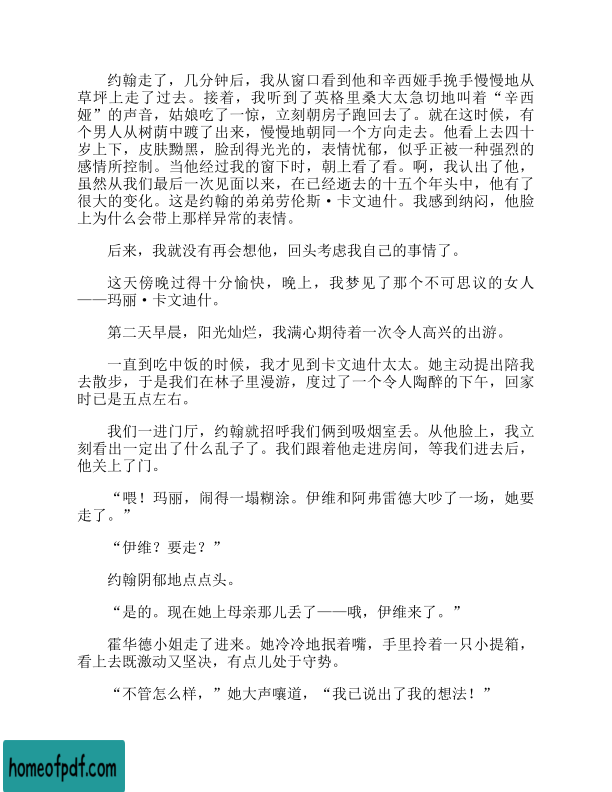 约翰走了，几分钟后，我从窗口看到他和辛西娅手挽手慢慢地从
草坪上走了过去。接着，我听到了英格里桑大太急切地叫着“辛西
娅”的声音，姑娘吃了一惊，立刻朝房子跑回去了。就在这时候，有
个男人从树荫中踱了出来，慢慢地朝同一个方向走去。他看上去四十
岁上下，皮肤黝黑，脸刮得光光的，表情忧郁，似乎正被一种强烈的
感情所控制。当他经过我的窗下时，朝上看了看。啊，我认出了他，
虽然从我们最后一次见面以来，在己经逝去的十五个年头中，他有了
很大的变化。这是约翰的弟弟劳伦斯·卡文迪什。我感到纳闷，他脸
上为什么会带上那样异常的表情。
后来，我就没有再会想他，回头考虑我自己的事情了。
这天傍晚过得十分愉快，晚上，我梦见了那个不可思议的女人
——玛丽·卡文迪什。
第二天早晨，阳光灿烂，我满心期待着一次令人高兴的出游。
一直到吃中饭的时候，我才见到卡文迪什太太。她主动提出陪我
去散步，于是我们在林子里漫游，度过了一个令人陶醉的下午，回家
时已是五点左右。
我们一进门厅，约翰就招呼我们俩到吸烟室丢。从他脸上，我立
刻看出一定出了什么乱子了。我们跟着他走进房间，等我们进去后，
他关上了门。
“喂！玛丽，闹得一塌糊涂。伊维和阿弗雷德大吵了一场，她要
走了。”
“伊维？要走？”
约翰阴郁地点点头。
“是的。现在她上母亲那儿丢了——哦，伊维来了。”
霍华德小姐走了进来。她冷冷地抿着嘴，手里拎着一只小提箱，
看上去既激动又坚决，有点儿处于守势。
“不管怎么样，”她大声嚷道，“我已说出了我的想法！”
homeofpdf.com